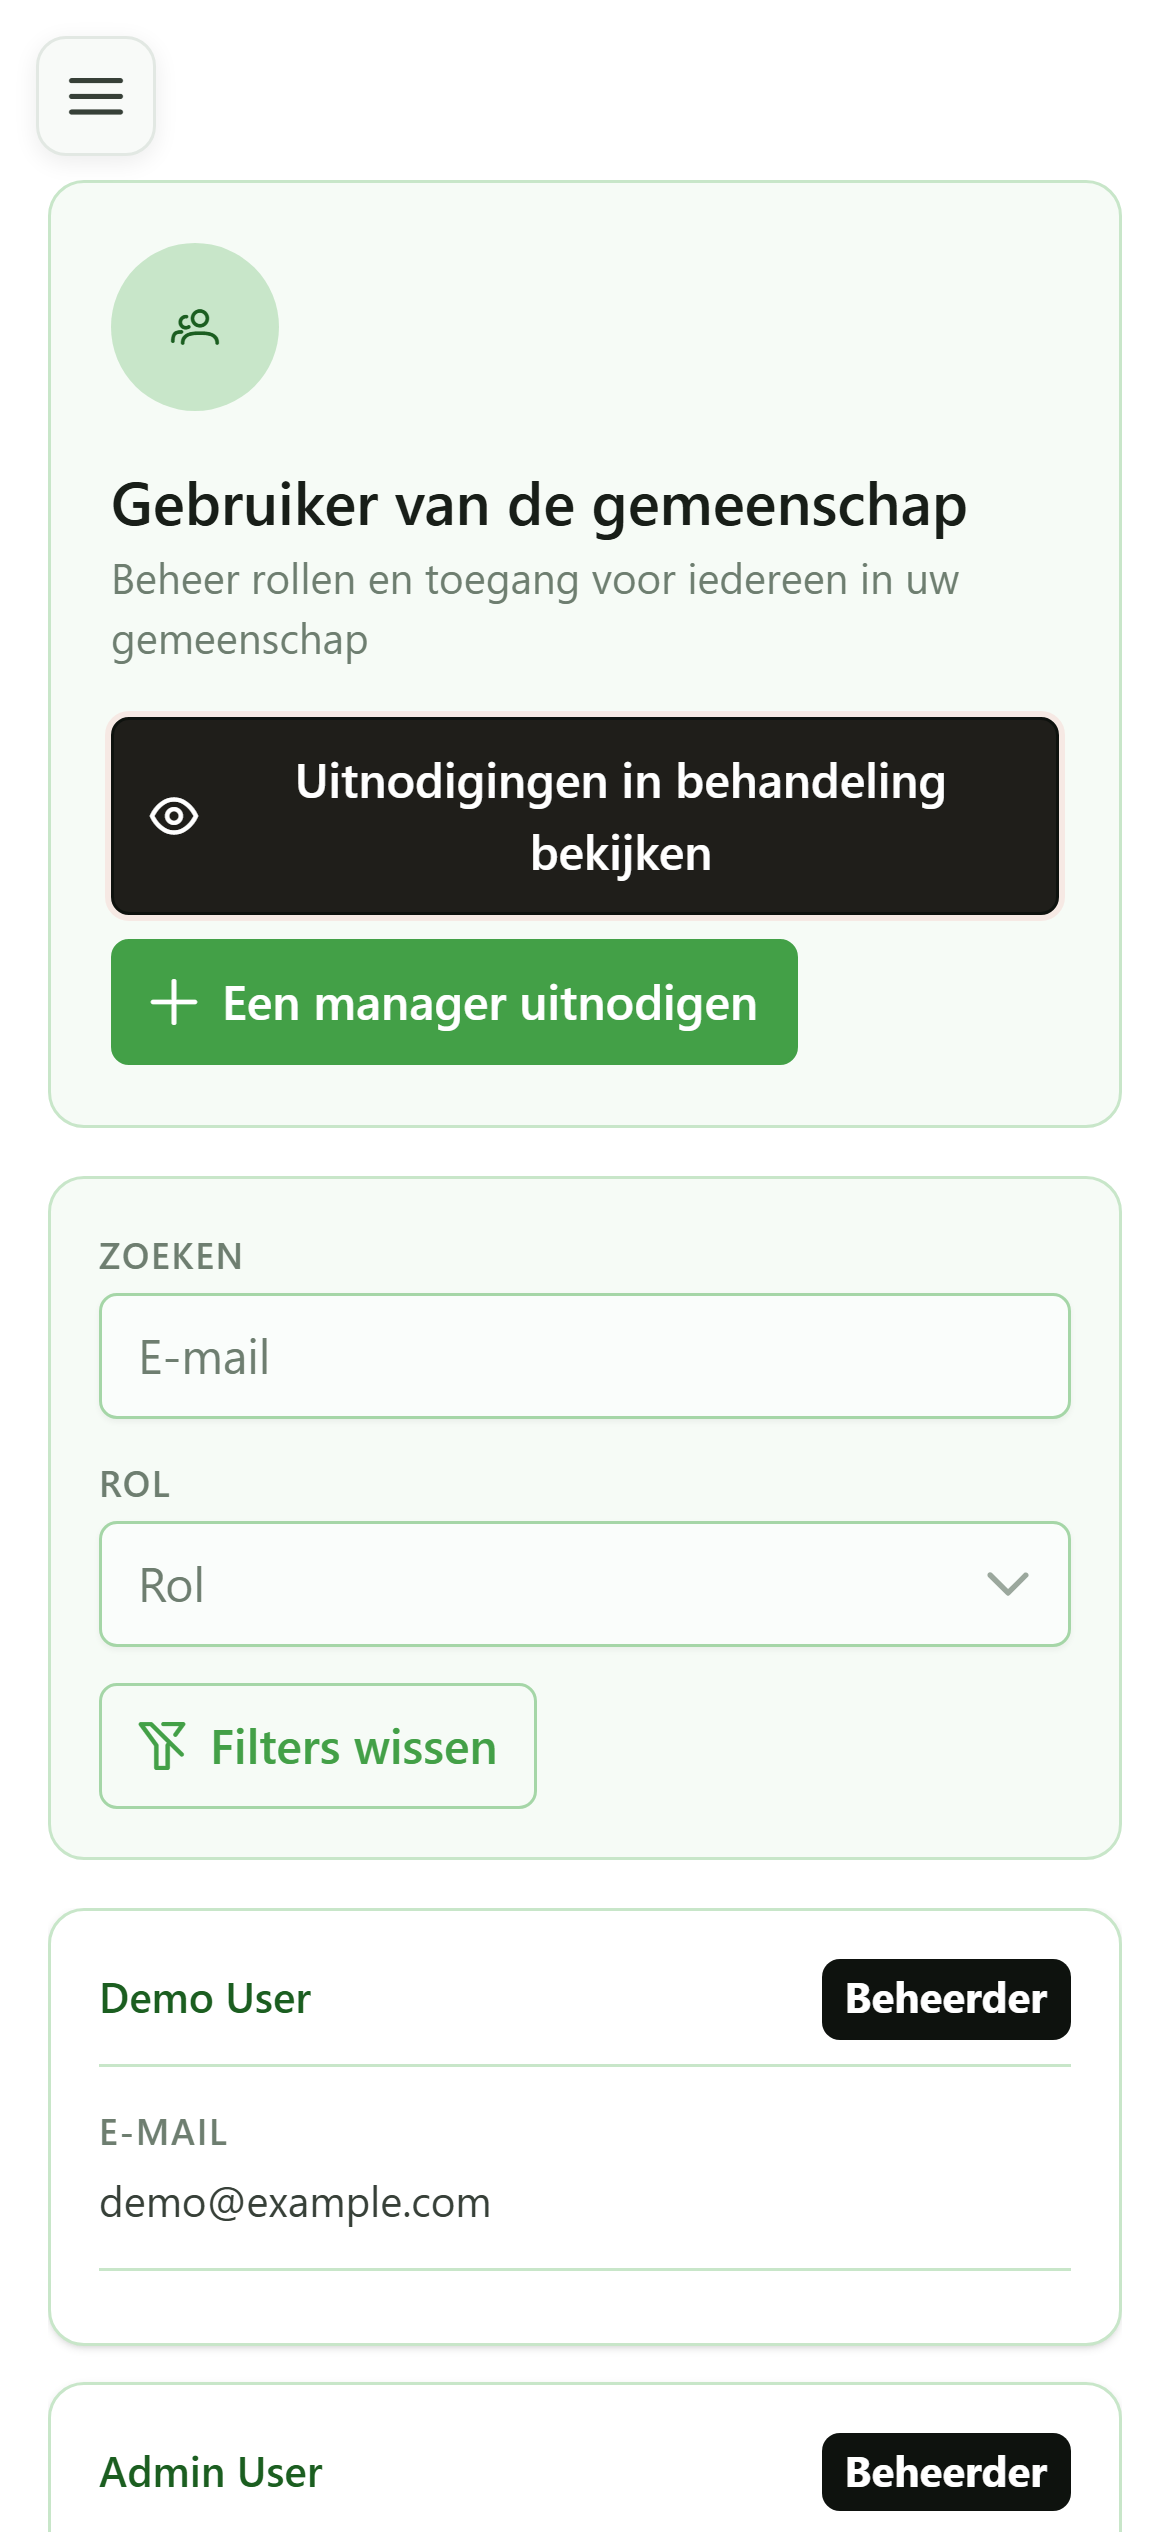 Gebruiker van de gemeenschap
Beheer rollen en toegang voor iedereen in uw
gemeenschap
Uitnodigingen in behandeling
bekijken
Een manager uitnodigen
ZOEKEN
E-mail
ROL
Rol
Filters wissen
Demo User
Beheerder
E-MAIL
demo@example.com
Admin User
Beheerder